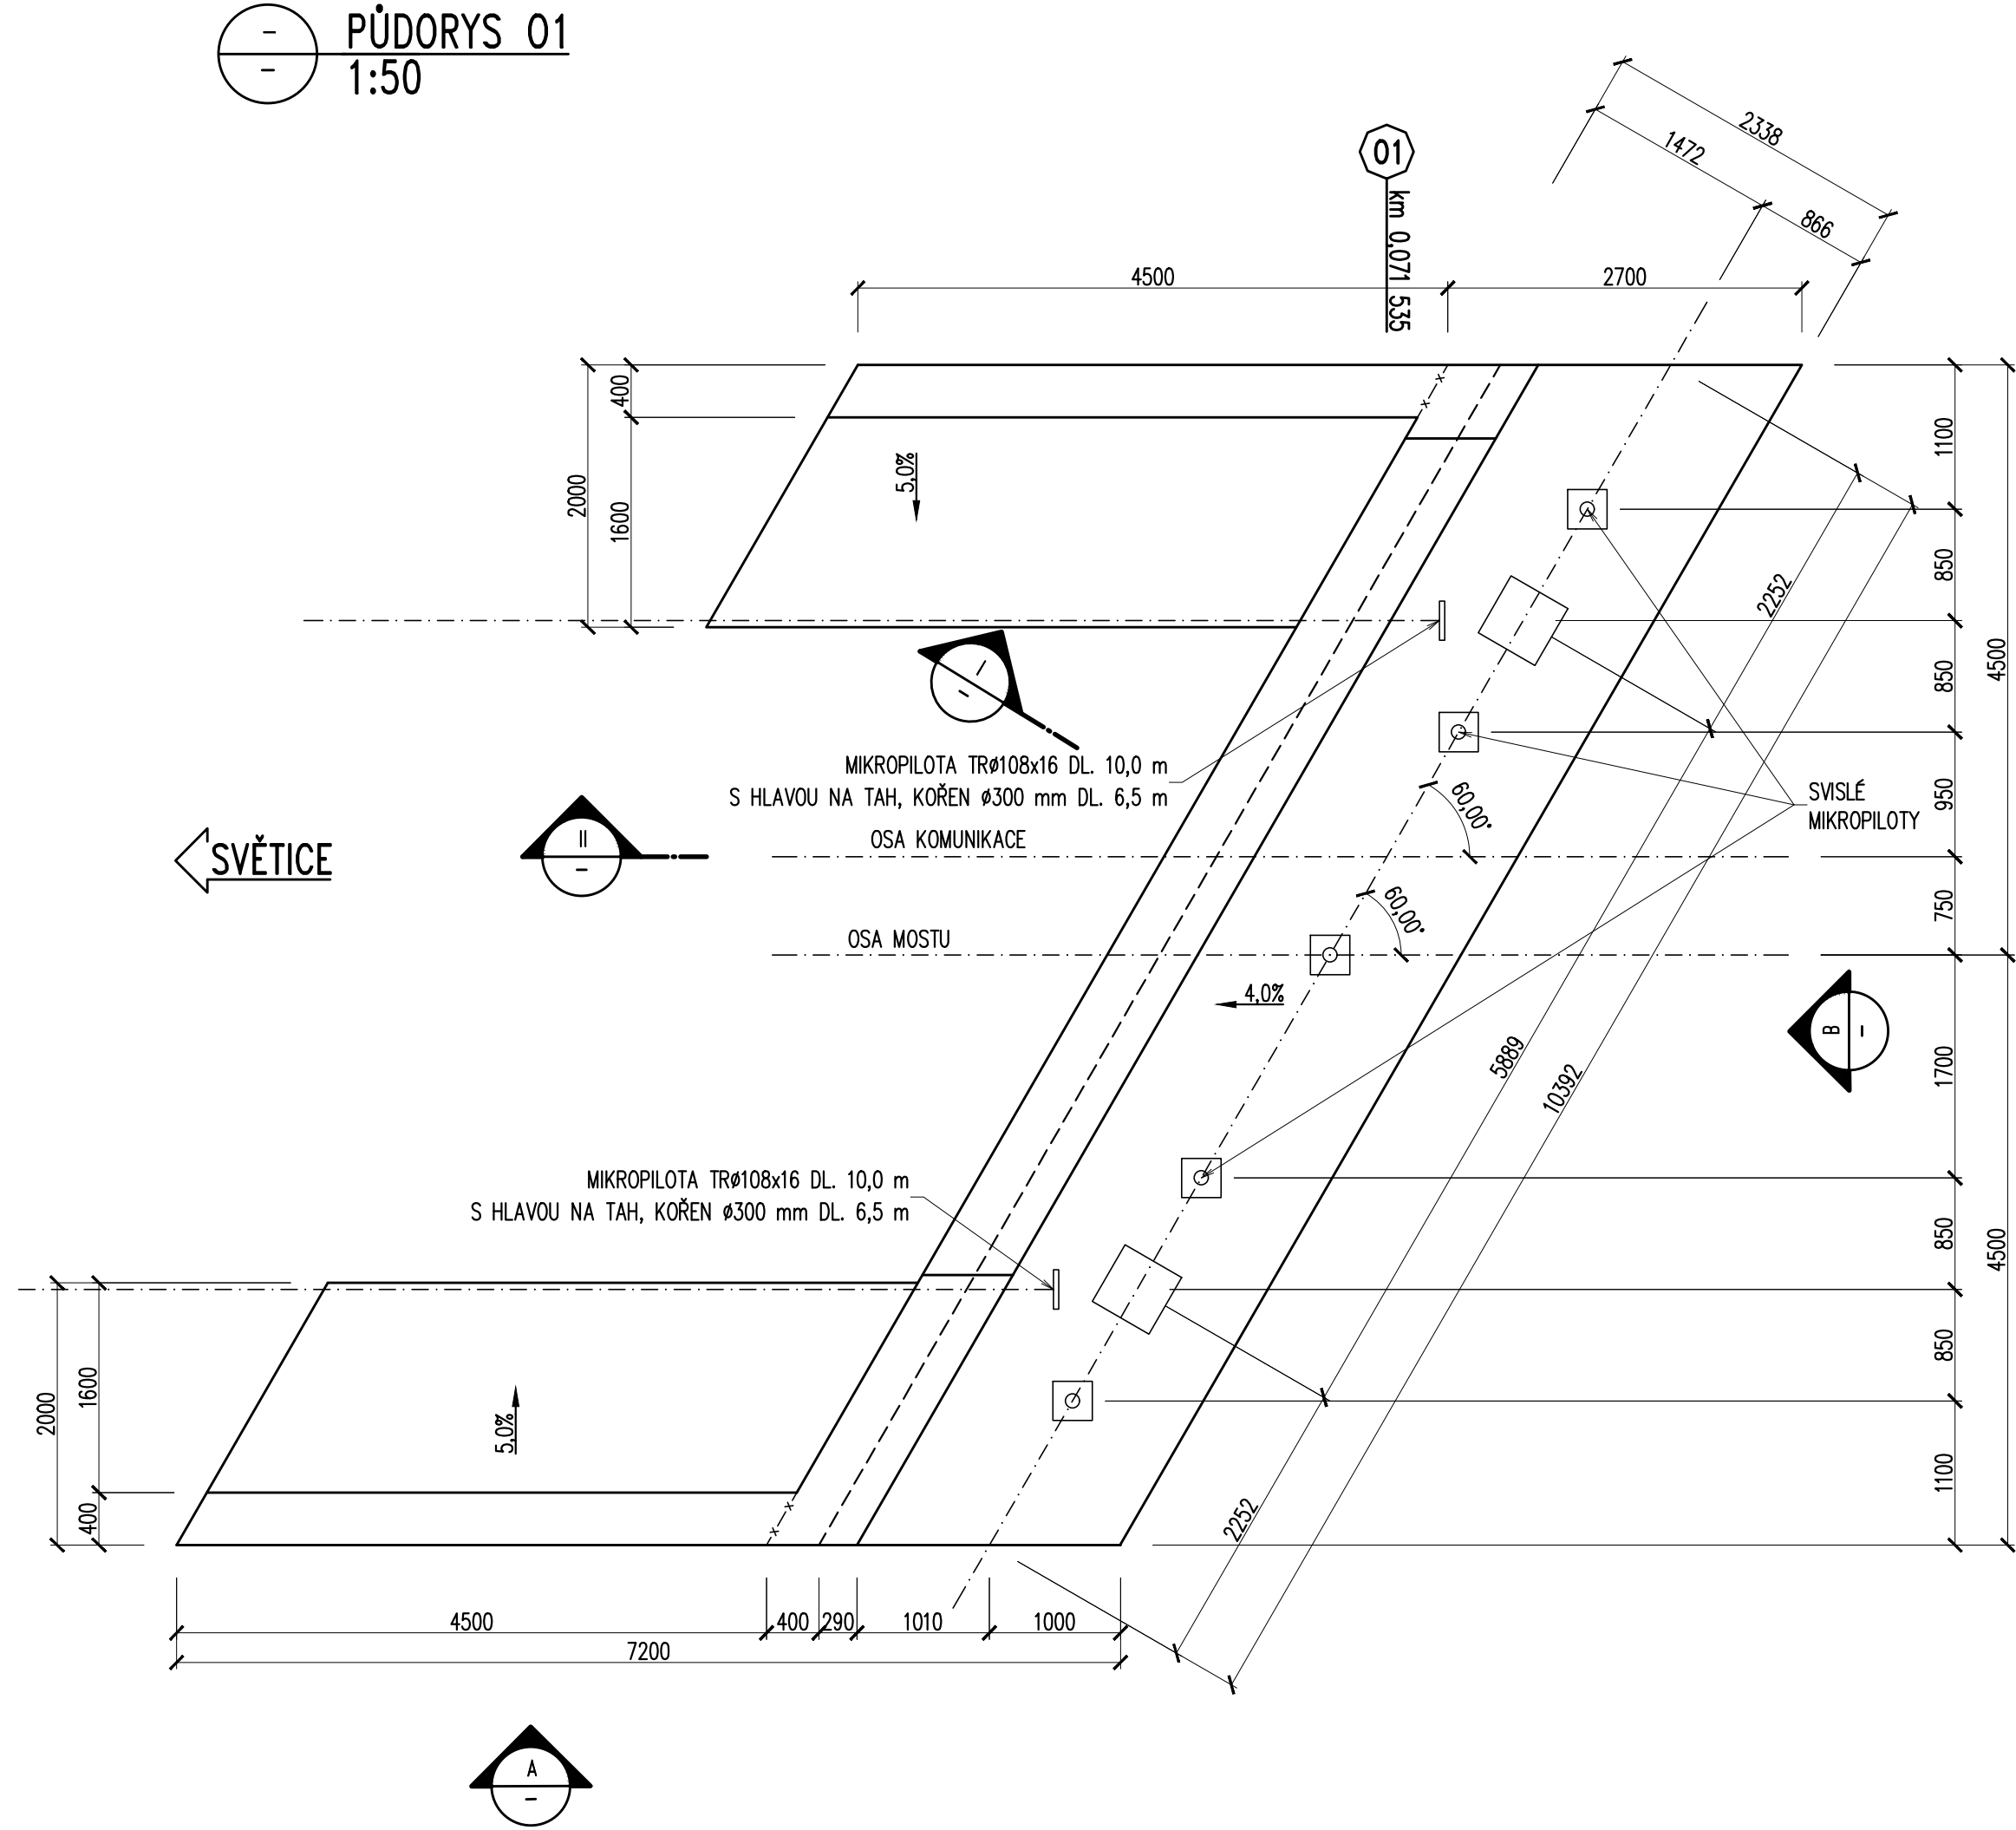 PŮDORYS 01
1:50
01
km 0,071 535
2338
1472
866
4500
2700
400
2000
1600
5,0%
1100
850
850
950
750
1700
850
850
1100
4500
4500
2252
5889
10392
2252
MIKROPILOTA TRø108x16 DL. 10,0 m
S HLAVOU NA TAH, KOŘEN ø300 mm DL. 6,5 m
SVISLÉ
MIKROPILOTY
60,00°
60,00°
OSA KOMUNIKACE
OSA MOSTU
II
SVĚTICE
4,0%
B
MIKROPILOTA TRø108x16 DL. 10,0 m
S HLAVOU NA TAH, KOŘEN ø300 mm DL. 6,5 m
I
2000
1600
400
5,0%
4500
400
290
1010
1000
7200
A